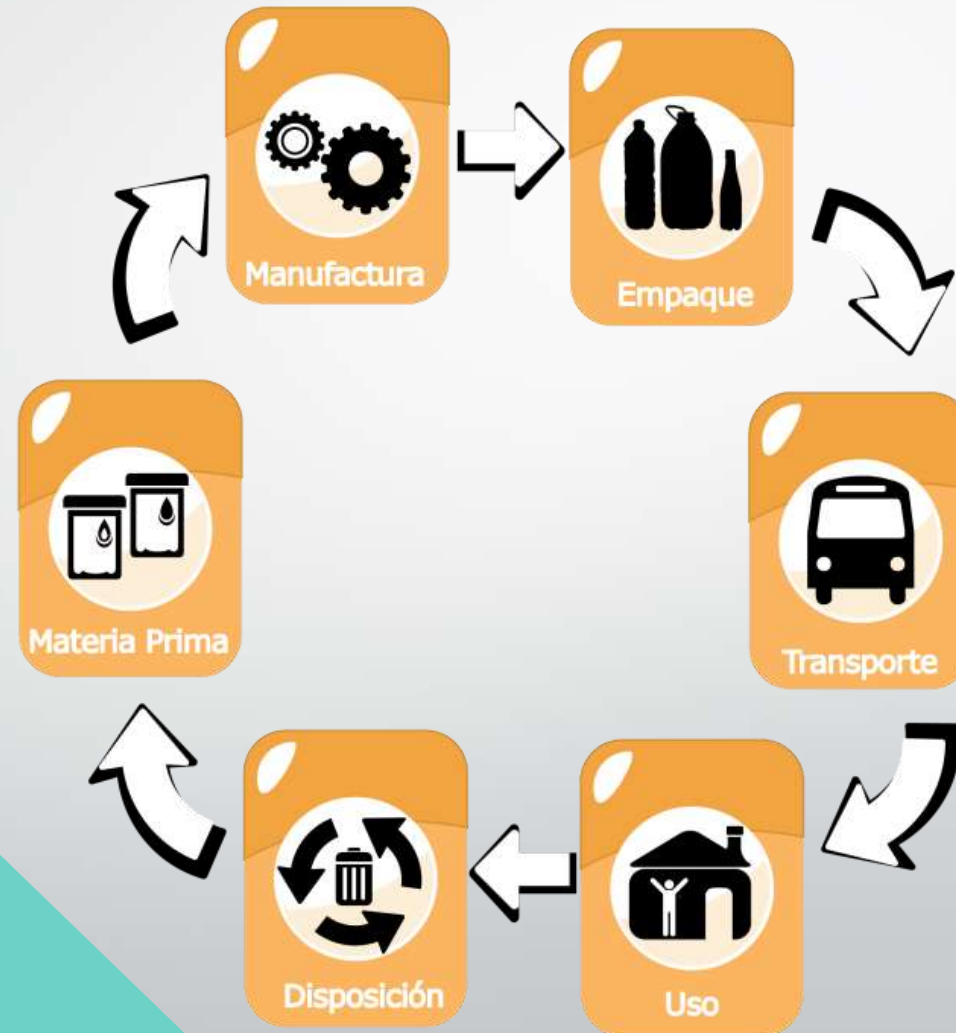 Manufactura
Empaque
Materia Prima
Transporte
Disposición
Uso